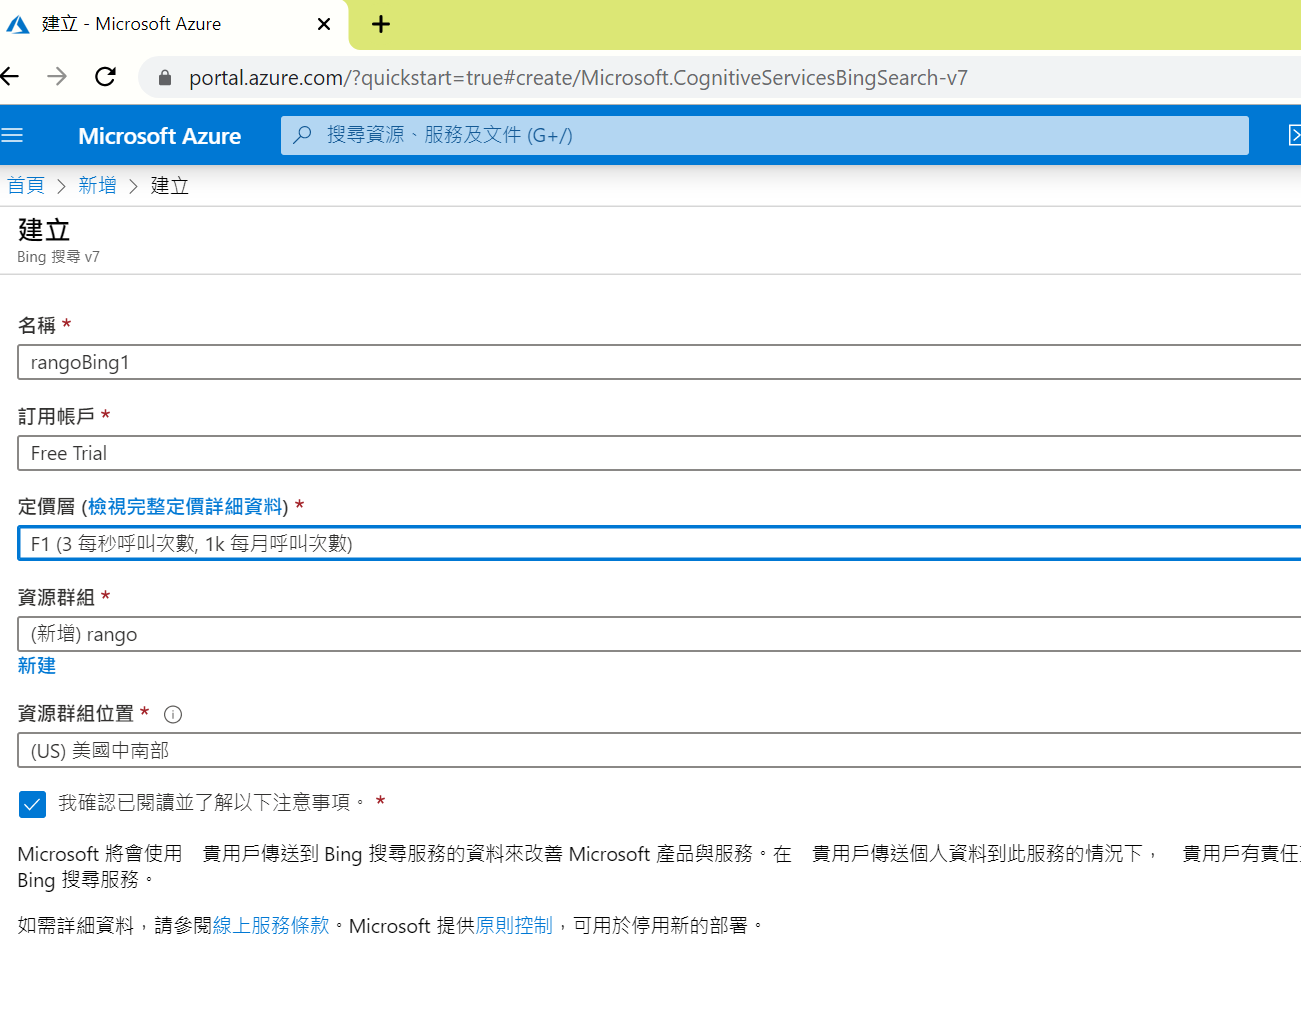 建立 - Microsoft Azure
portal.azure.com/?quickstart=true#create/Microsoft.CognitiveServicesBingSearch-v7
Microsoft Azure
搜尋資源、服務及文件 (G+/)
首頁 > 新增 > 建立
建立
Bing 搜尋 v7
名稱 *
rangoBing1
訂用帳戶 *
Free Trial
定價層 (檢視完整定價詳細資料) *
F1 (3 每秒呼叫次數, 1k 每月呼叫次數)
資源群組 *
(新增) rango
新建
資源群組位置 *
(US) 美國中南部
我確認已閱讀並了解以下注意事項。 *
Microsoft 將會使用　貴用戶傳送到 Bing 搜尋服務的資料來改善 Microsoft 產品與服務。在　貴用戶傳送個人資料到此服務的情況下，　貴用戶有責任
Bing 搜尋服務。
如需詳細資料，請參閱線上服務條款。Microsoft 提供原則控制，可用於停用新的部署。